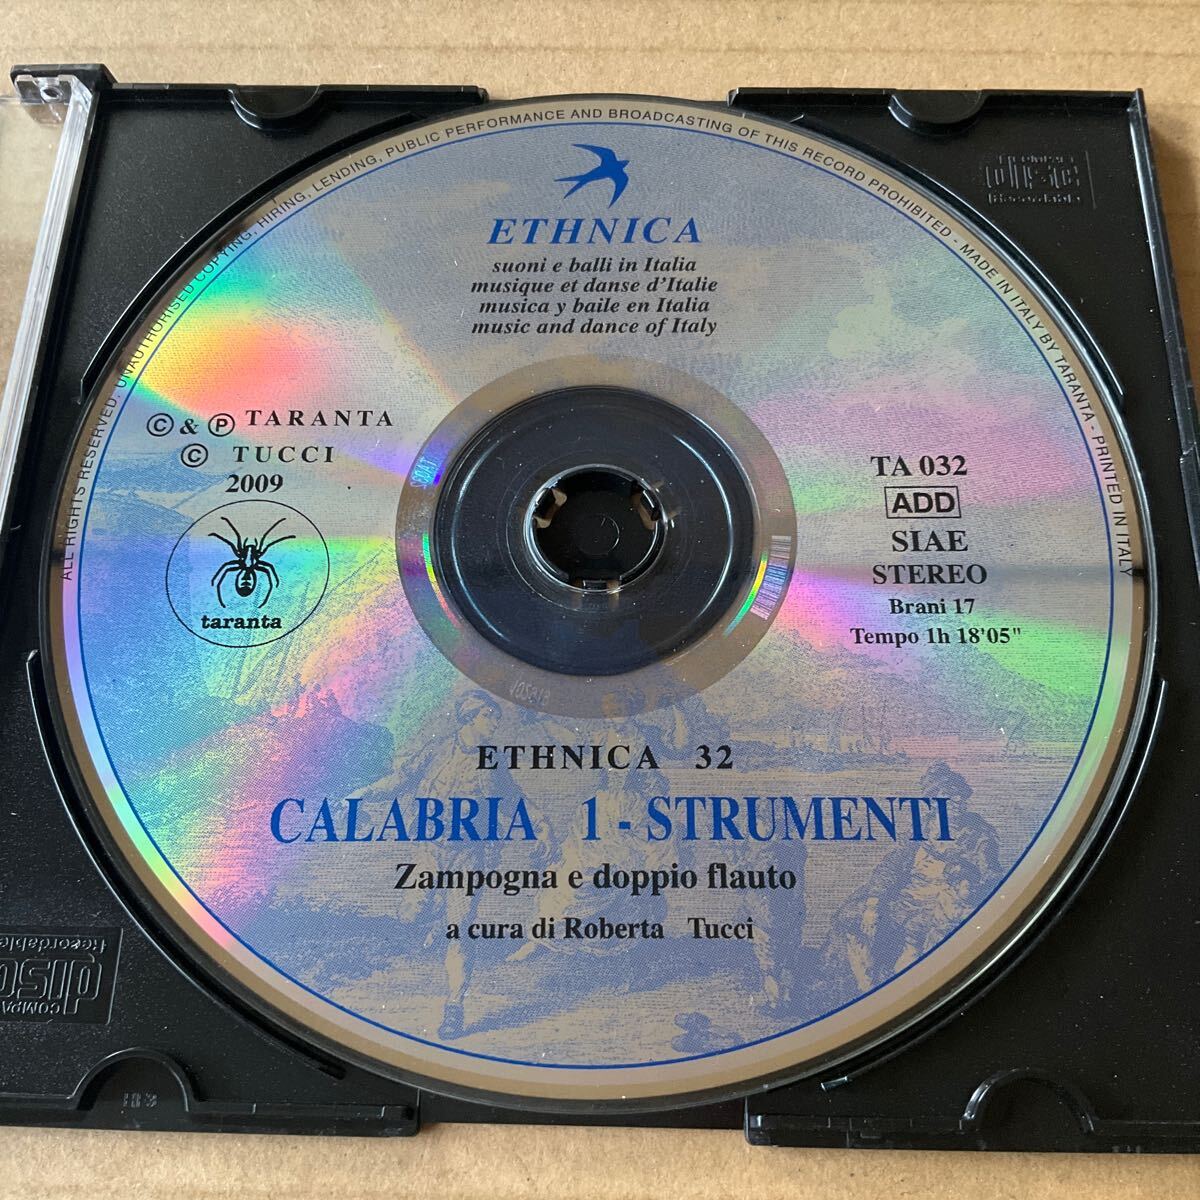 ALL RIGHTS RESERVED. UNAUTHORISED COPYING, HIRING, LENDING, PUBLIC PERFORMANCE AND BROADCASTING OF THIS RECORD PROHIBITED - MADE IN ITALY BY TARANTA - PRINTED IN ITALY
ETHNICA
suoni e balli in Italia
musique et danse d'Italie
musica y baile en Italia
music and dance of Italy
© & ℗ TARANTA
© TUCCI
2009
taranta
TA 032
ADD
SIAE
STEREO
Brani 17
Tempo 1h 18'05"
ETHNICA 32
CALABRIA 1 - STRUMENTI
Zampogna e doppio flauto
a cura di Roberta Tucci
COMPACT
disc
Recordable
COMPA
disc
Recordable